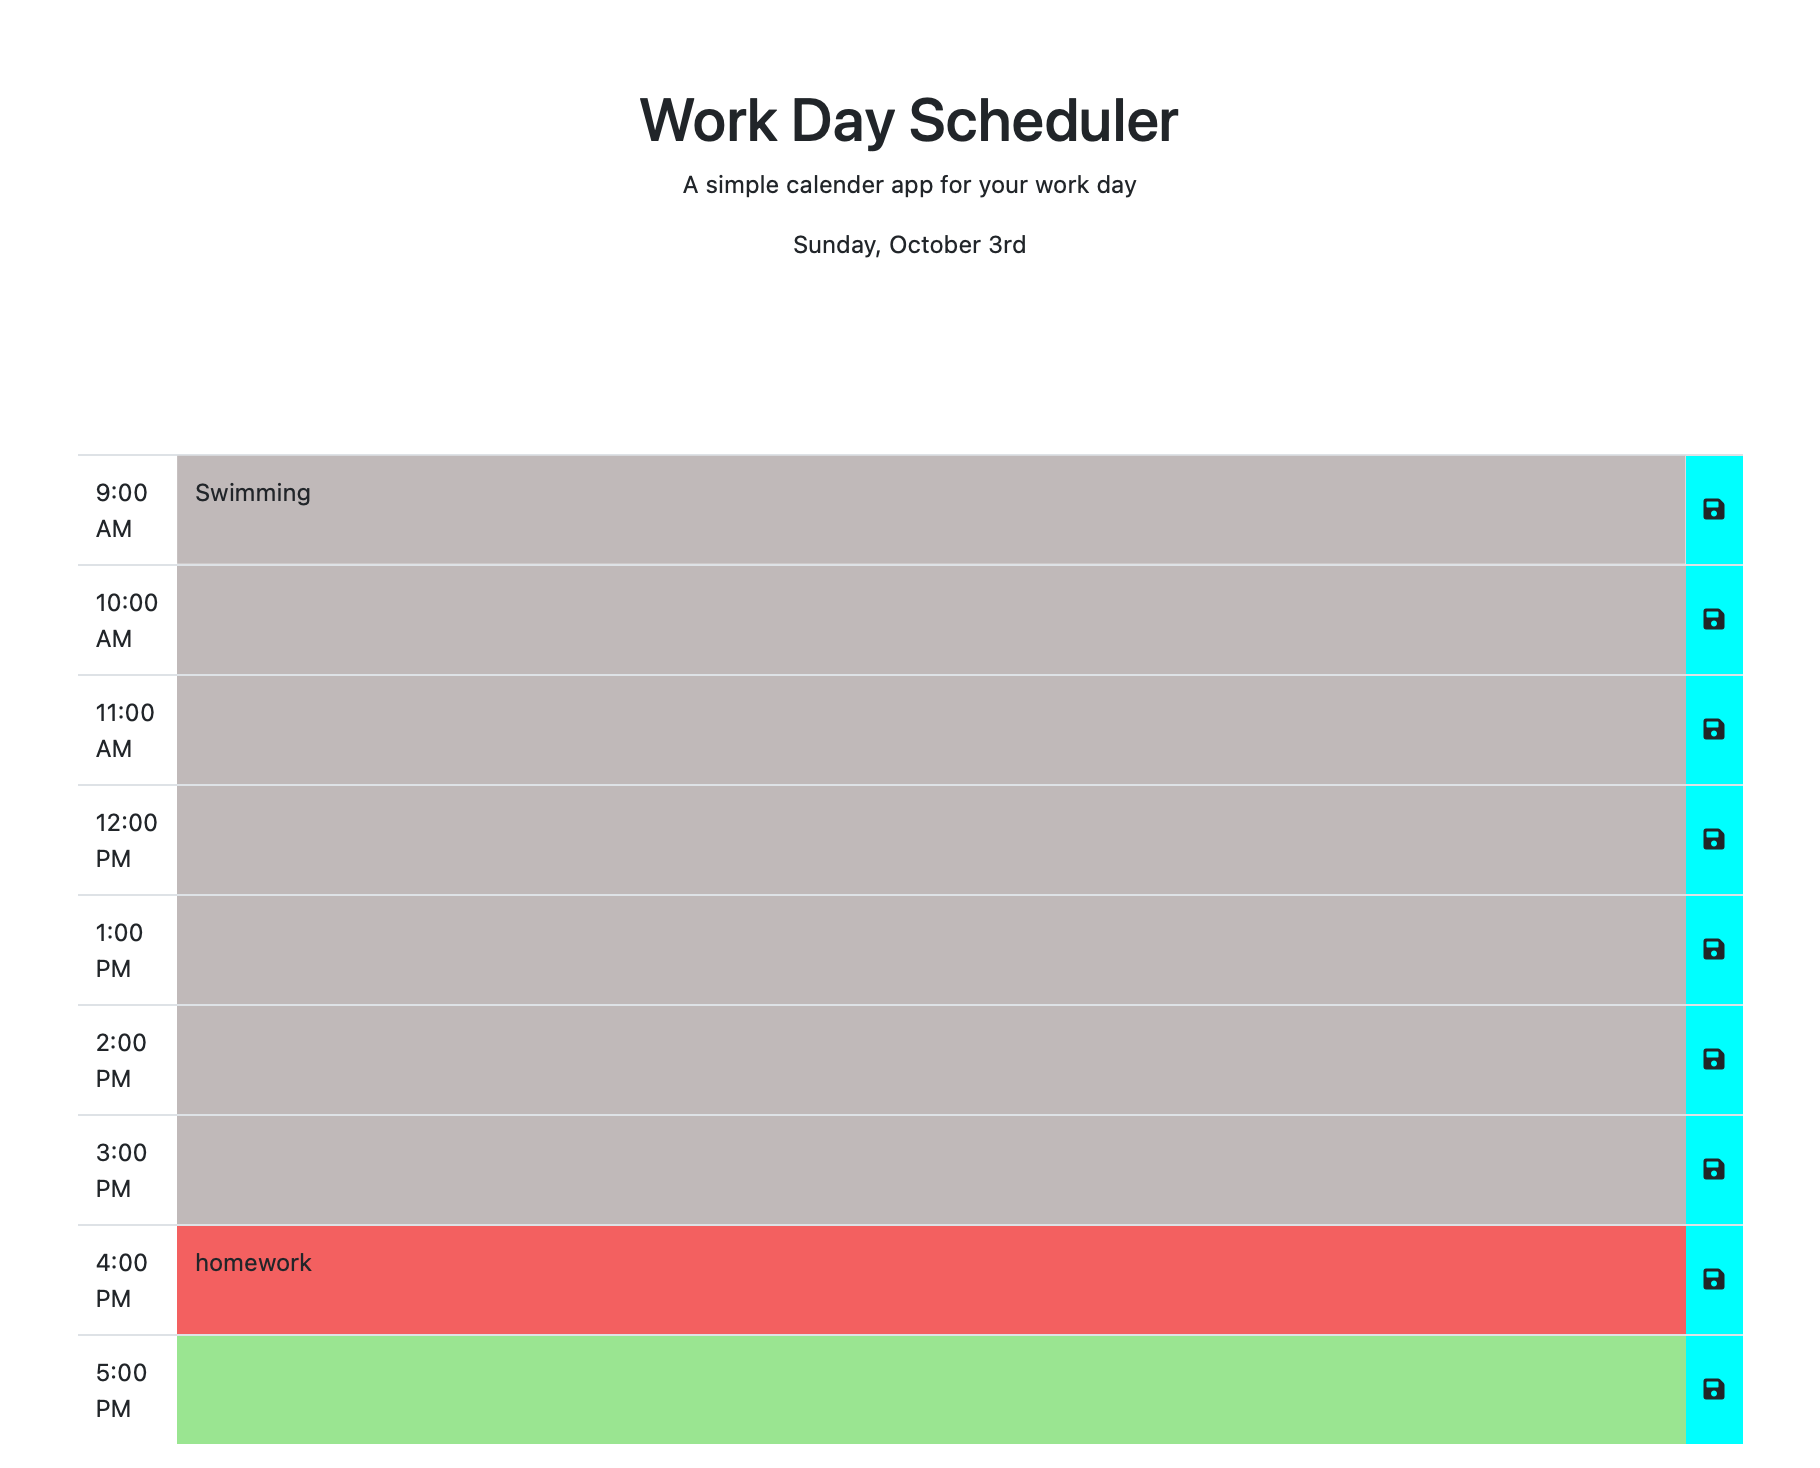 Work Day Scheduler
A simple calender app for your work day
Sunday, October 3rd
9:00
AM
Swimming
10:00
AM
11:00
AM
12:00
PM
1:00
PM
2:00
PM
3:00
PM
4:00
PM
homework
5:00
PM